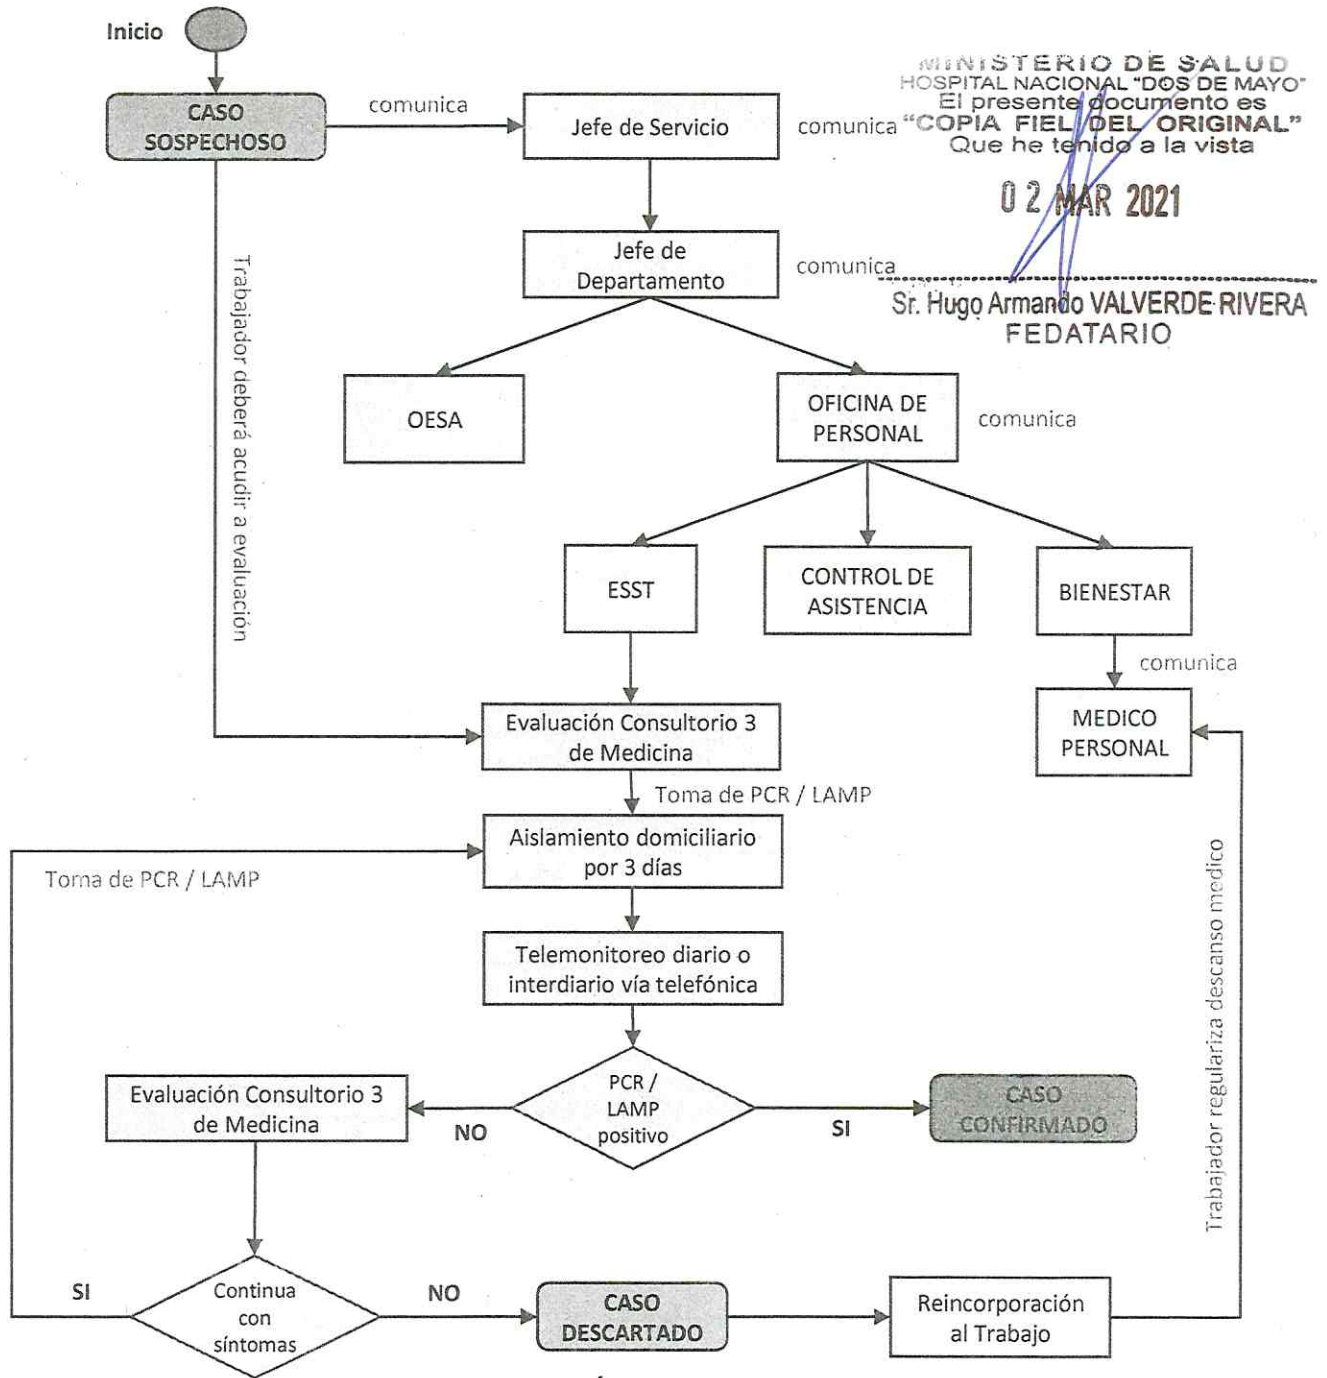 Inicio
MINISTERIO DE SALUD
HOSPITAL NACIONAL "DOS DE MAYO"
El presente documento es
"COPIA FIEL DEL ORIGINAL"
Que he tenido a la vista
02 MAR 2021
Sr. Hugo Armando VALVERDE RIVERA
FEDATARIO
CASO
SOSPECHOSO
comunica
Jefe de Servicio
comunica
Jefe de
Departamento
comunica
Trabajador deberá acudir a evaluación
OESA
OFICINA DE
PERSONAL
comunica
ESST
CONTROL DE
ASISTENCIA
BIENESTAR
comunica
MEDICO
PERSONAL
Evaluación Consultorio 3
de Medicina
Toma de PCR / LAMP
Aislamiento domiciliario
por 3 días
Toma de PCR / LAMP
Telemonitoreo diario o
interdiario vía telefónica
Trabajador regulariza descanso medico
PCR /
LAMP
positivo
NO
SI
Evaluación Consultorio 3
de Medicina
CASO
CONFIRMADO
Continua
con
síntomas
SI
NO
CASO
DESCARTADO
Reincorporación
al Trabajo